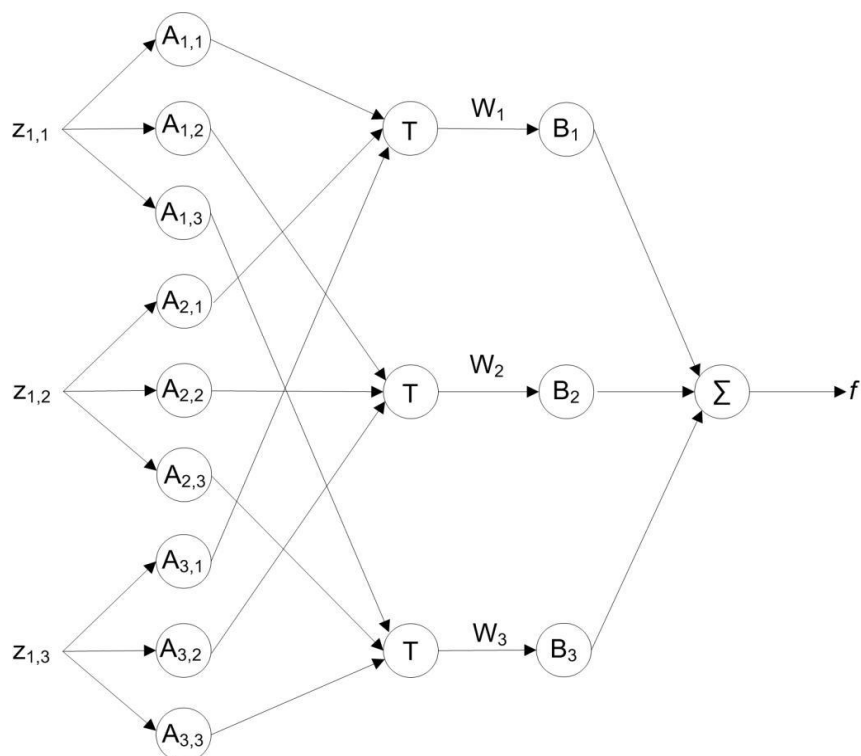 A1,1
z1,1
A1,2
A1,3
T
W1
B1
A2,1
z1,2
A2,2
A2,3
T
W2
B2
Σ
f
A3,1
z1,3
A3,2
A3,3
T
W3
B3